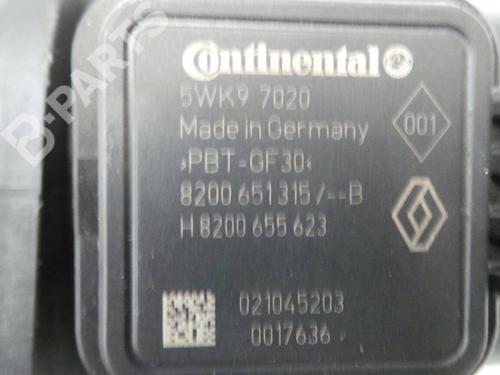 Continental
5WK9 7020
Made in Germany
001
>PBT-GF30<
8200 651 315/--B
H 8200 655 623
021045203
0017636
B-PARTS